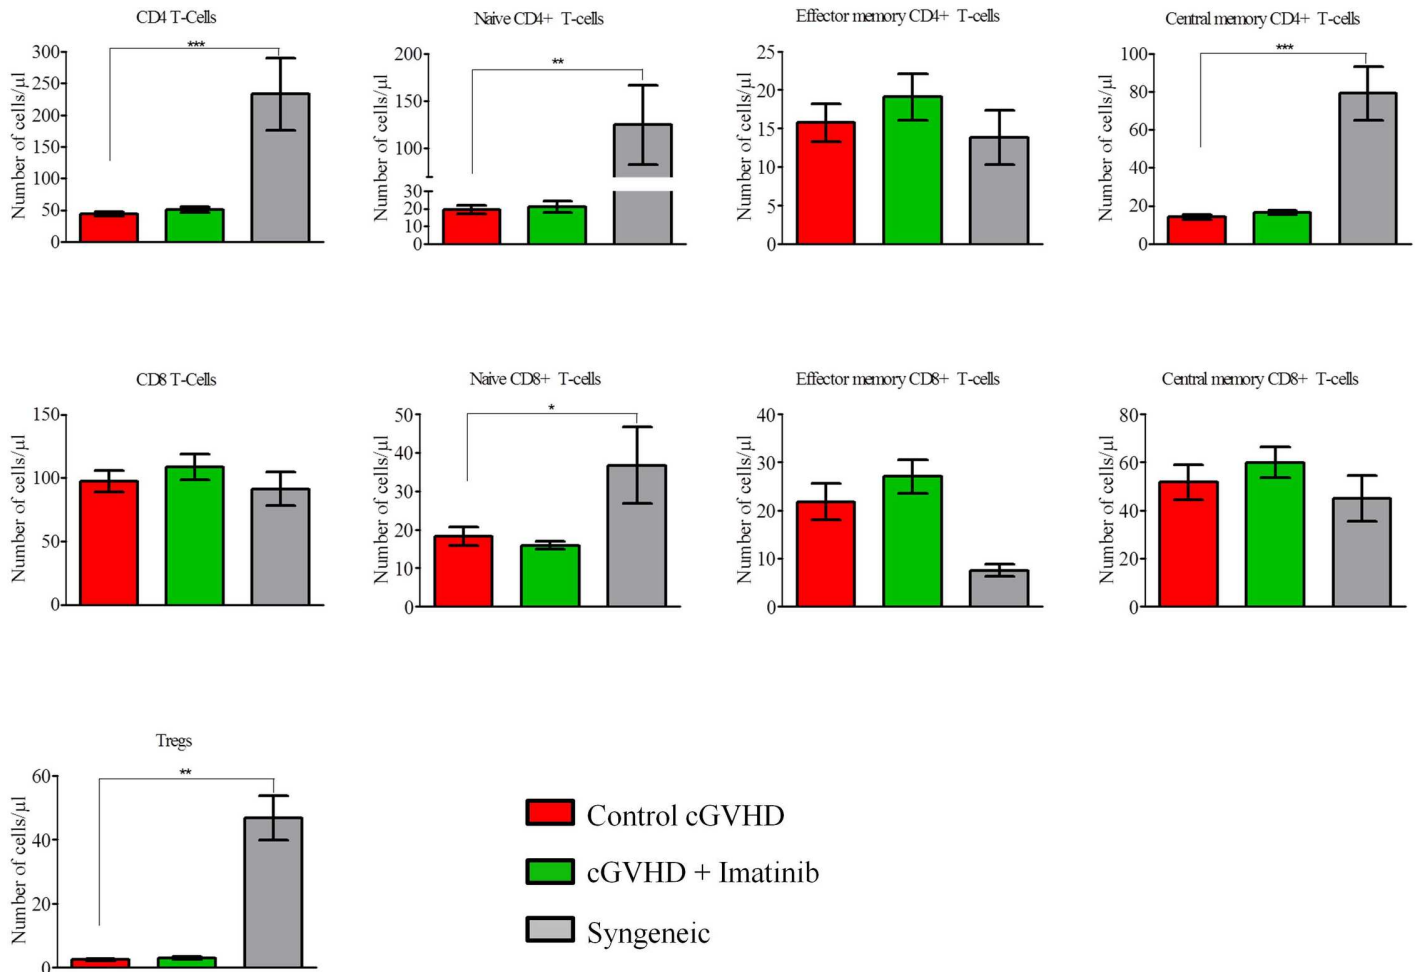 CD4 T-Cells
Number of cells/µl
300
250
200
150
100
50
0
***
Naive CD4+ T-cells
Number of cells/µl
200
150
100
30
20
10
0
**
Effector memory CD4+ T-cells
Number of cells/µl
25
20
15
10
5
0
Central memory CD4+ T-cells
Number of cells/µl
100
80
60
40
20
0
***
CD8 T-Cells
Number of cells/µl
150
100
50
0
Naive CD8+ T-cells
Number of cells/µl
50
40
30
20
10
0
*
Effector memory CD8+ T-cells
Number of cells/µl
40
30
20
10
0
Central memory CD8+ T-cells
Number of cells/µl
80
60
40
20
0
Tregs
Number of cells/µl
60
40
20
0
**
Control cGVHD
cGVHD + Imatinib
Syngeneic